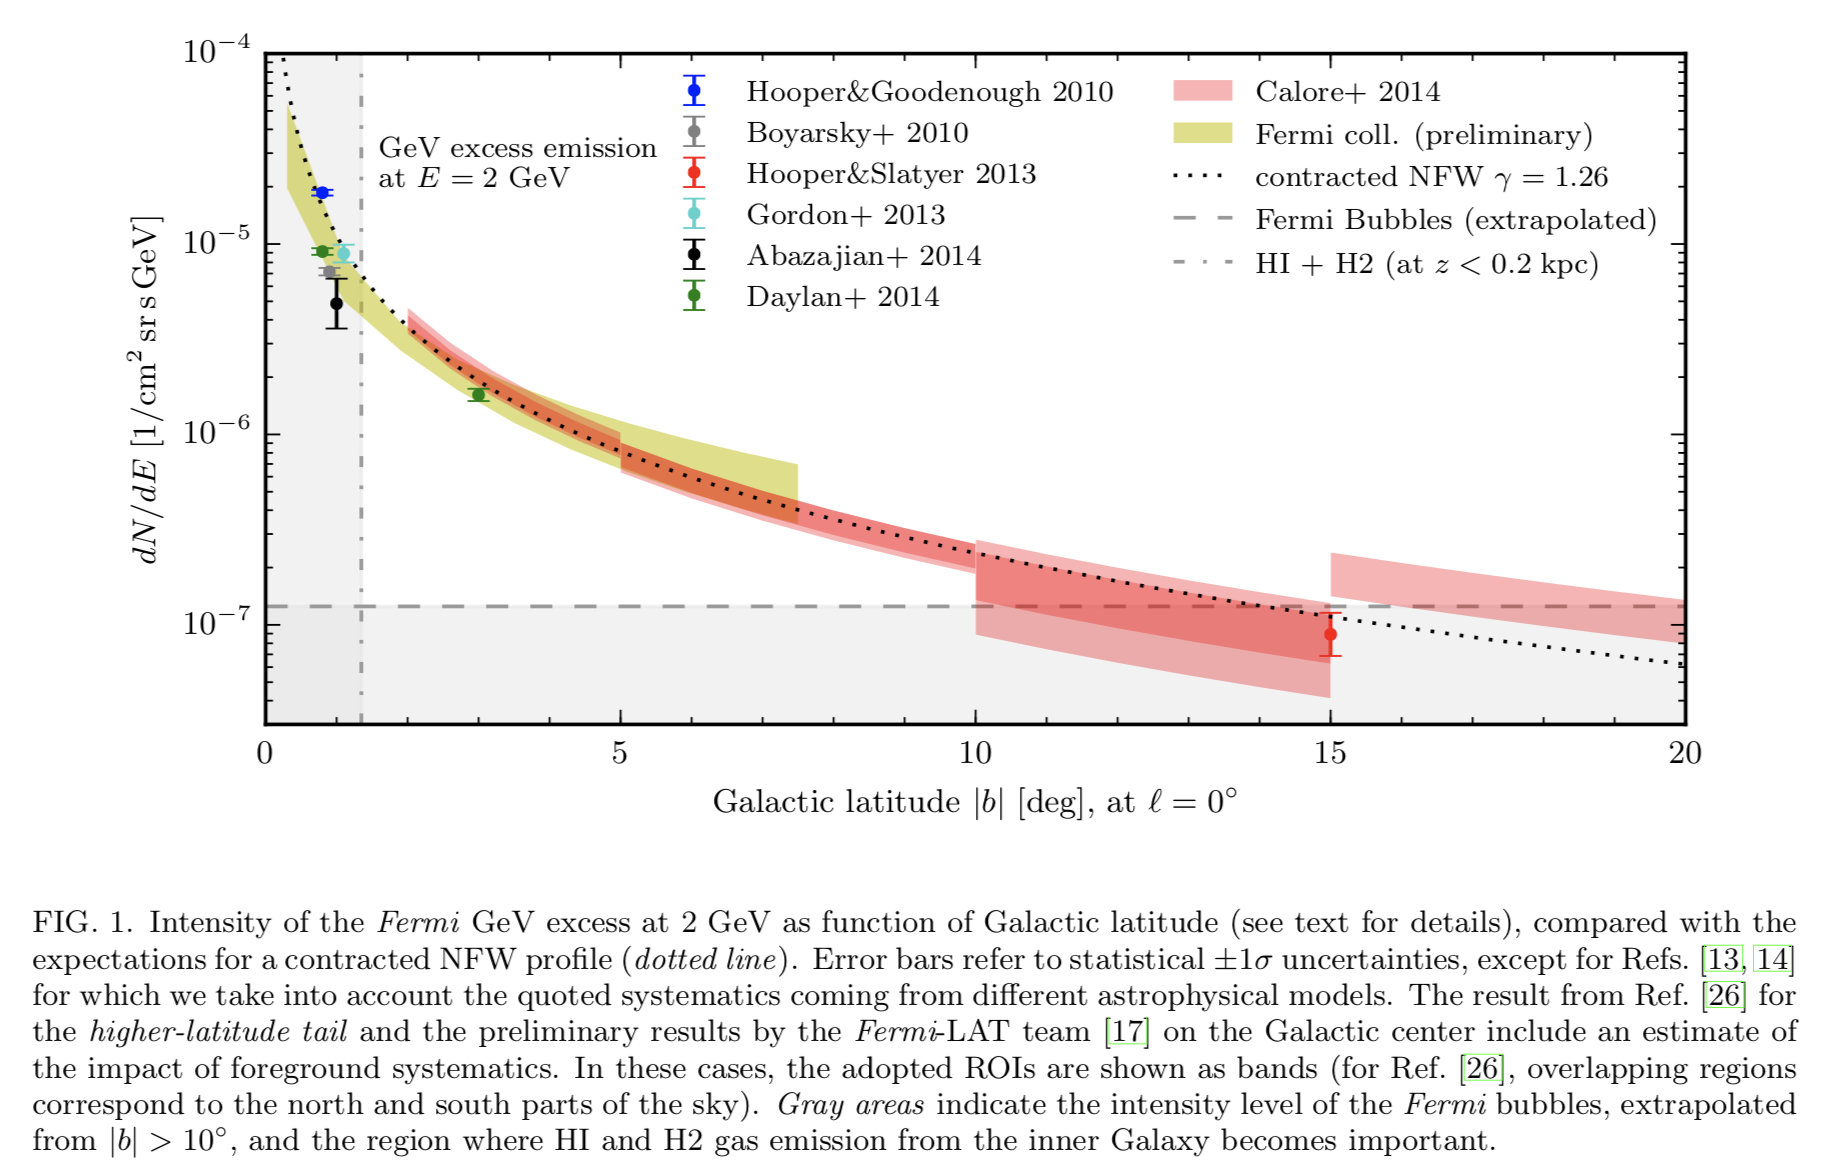 10⁻⁴
10⁻⁵
10⁻⁶
10⁻⁷
dN/dE [1/cm² sr s GeV]
GeV excess emission
at E = 2 GeV
Hooper&Goodenough 2010
Boyarsky+ 2010
Hooper&Slatyer 2013
Gordon+ 2013
Abazajian+ 2014
Daylan+ 2014
Calore+ 2014
Fermi coll. (preliminary)
contracted NFW γ = 1.26
Fermi Bubbles (extrapolated)
HI + H2 (at z < 0.2 kpc)
0 5 10 15 20
Galactic latitude |b| [deg], at ℓ = 0°
FIG. 1. Intensity of the Fermi GeV excess at 2 GeV as function of Galactic latitude (see text for details), compared with the
expectations for a contracted NFW profile (dotted line). Error bars refer to statistical ±1σ uncertainties, except for Refs. [13, 14]
for which we take into account the quoted systematics coming from different astrophysical models. The result from Ref. [26] for
the higher-latitude tail and the preliminary results by the Fermi-LAT team [17] on the Galactic center include an estimate of
the impact of foreground systematics. In these cases, the adopted ROIs are shown as bands (for Ref. [26], overlapping regions
correspond to the north and south parts of the sky). Gray areas indicate the intensity level of the Fermi bubbles, extrapolated
from |b| > 10°, and the region where HI and H2 gas emission from the inner Galaxy becomes important.